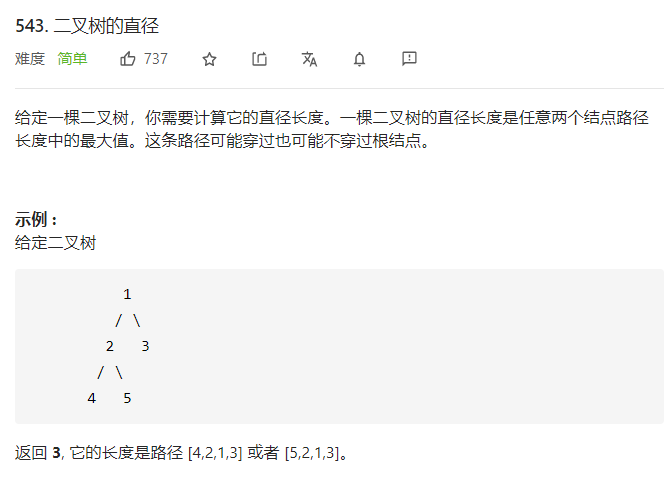 543. 二叉树的直径
难度 简单 737
给定一棵二叉树，你需要计算它的直径长度。一棵二叉树的直径长度是任意两个结点路径
长度中的最大值。这条路径可能穿过也可能不穿过根结点。
示例 :
给定二叉树
1
/ \
2 3
/ \
4 5
返回 3, 它的长度是路径 [4,2,1,3] 或者 [5,2,1,3]。